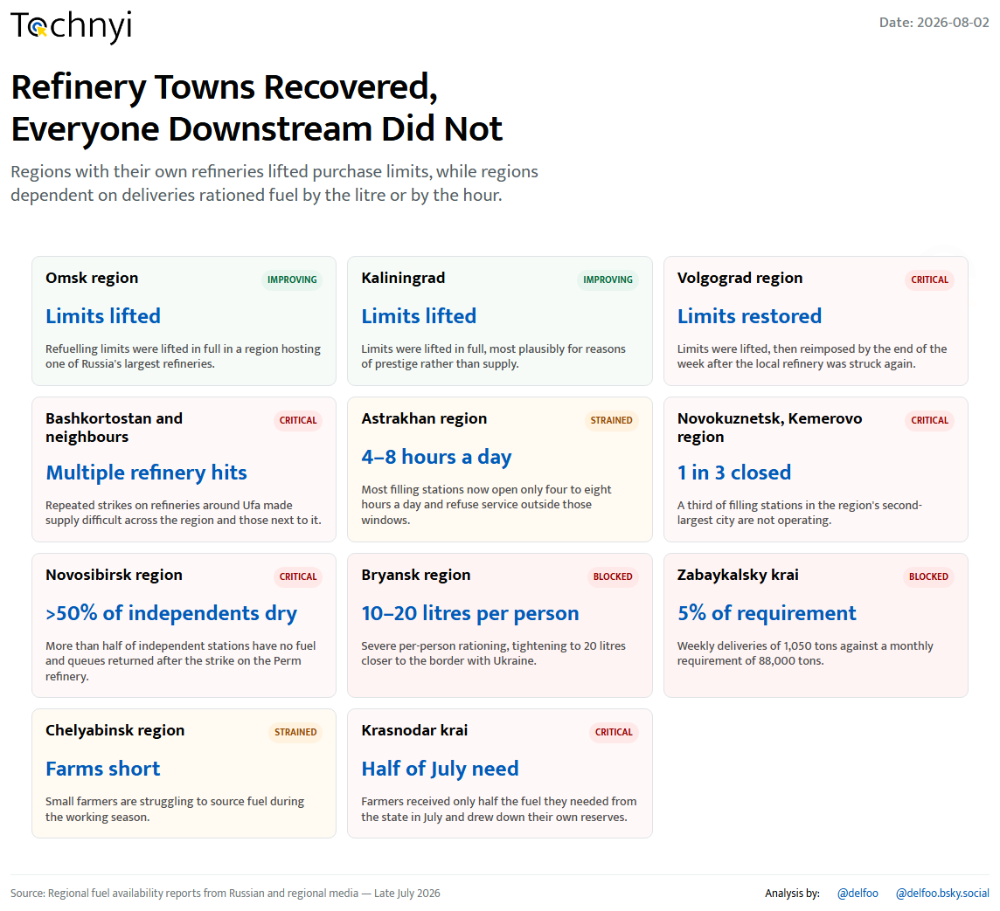 Technyi
Date: 2026-08-02
Refinery Towns Recovered,
Everyone Downstream Did Not
Regions with their own refineries lifted purchase limits, while regions
dependent on deliveries rationed fuel by the litre or by the hour.
Omsk region
IMPROVING
Limits lifted
Refuelling limits were lifted in full in a region hosting
one of Russia's largest refineries.
Kaliningrad
IMPROVING
Limits lifted
Limits were lifted in full, most plausibly for reasons
of prestige rather than supply.
Volgograd region
CRITICAL
Limits restored
Limits were lifted, then reimposed by the end of the
week after the local refinery was struck again.
Bashkortostan and
neighbours
CRITICAL
Multiple refinery hits
Repeated strikes on refineries around Ufa made
supply difficult across the region and those next to it.
Astrakhan region
STRAINED
4–8 hours a day
Most filling stations now open only four to eight
hours a day and refuse service outside those
windows.
Novokuznetsk, Kemerovo
region
CRITICAL
1 in 3 closed
A third of filling stations in the region's second-
largest city are not operating.
Novosibirsk region
CRITICAL
>50% of independents dry
More than half of independent stations have no fuel
and queues returned after the strike on the Perm
refinery.
Bryansk region
BLOCKED
10–20 litres per person
Severe per-person rationing, tightening to 20 litres
closer to the border with Ukraine.
Zabaykalsky krai
BLOCKED
5% of requirement
Weekly deliveries of 1,050 tons against a monthly
requirement of 88,000 tons.
Chelyabinsk region
STRAINED
Farms short
Small farmers are struggling to source fuel during
the working season.
Krasnodar krai
CRITICAL
Half of July need
Farmers received only half the fuel they needed from
the state in July and drew down their own reserves.
Source: Regional fuel availability reports from Russian and regional media — Late July 2026
Analysis by: @delfoo @delfoo.bsky.social